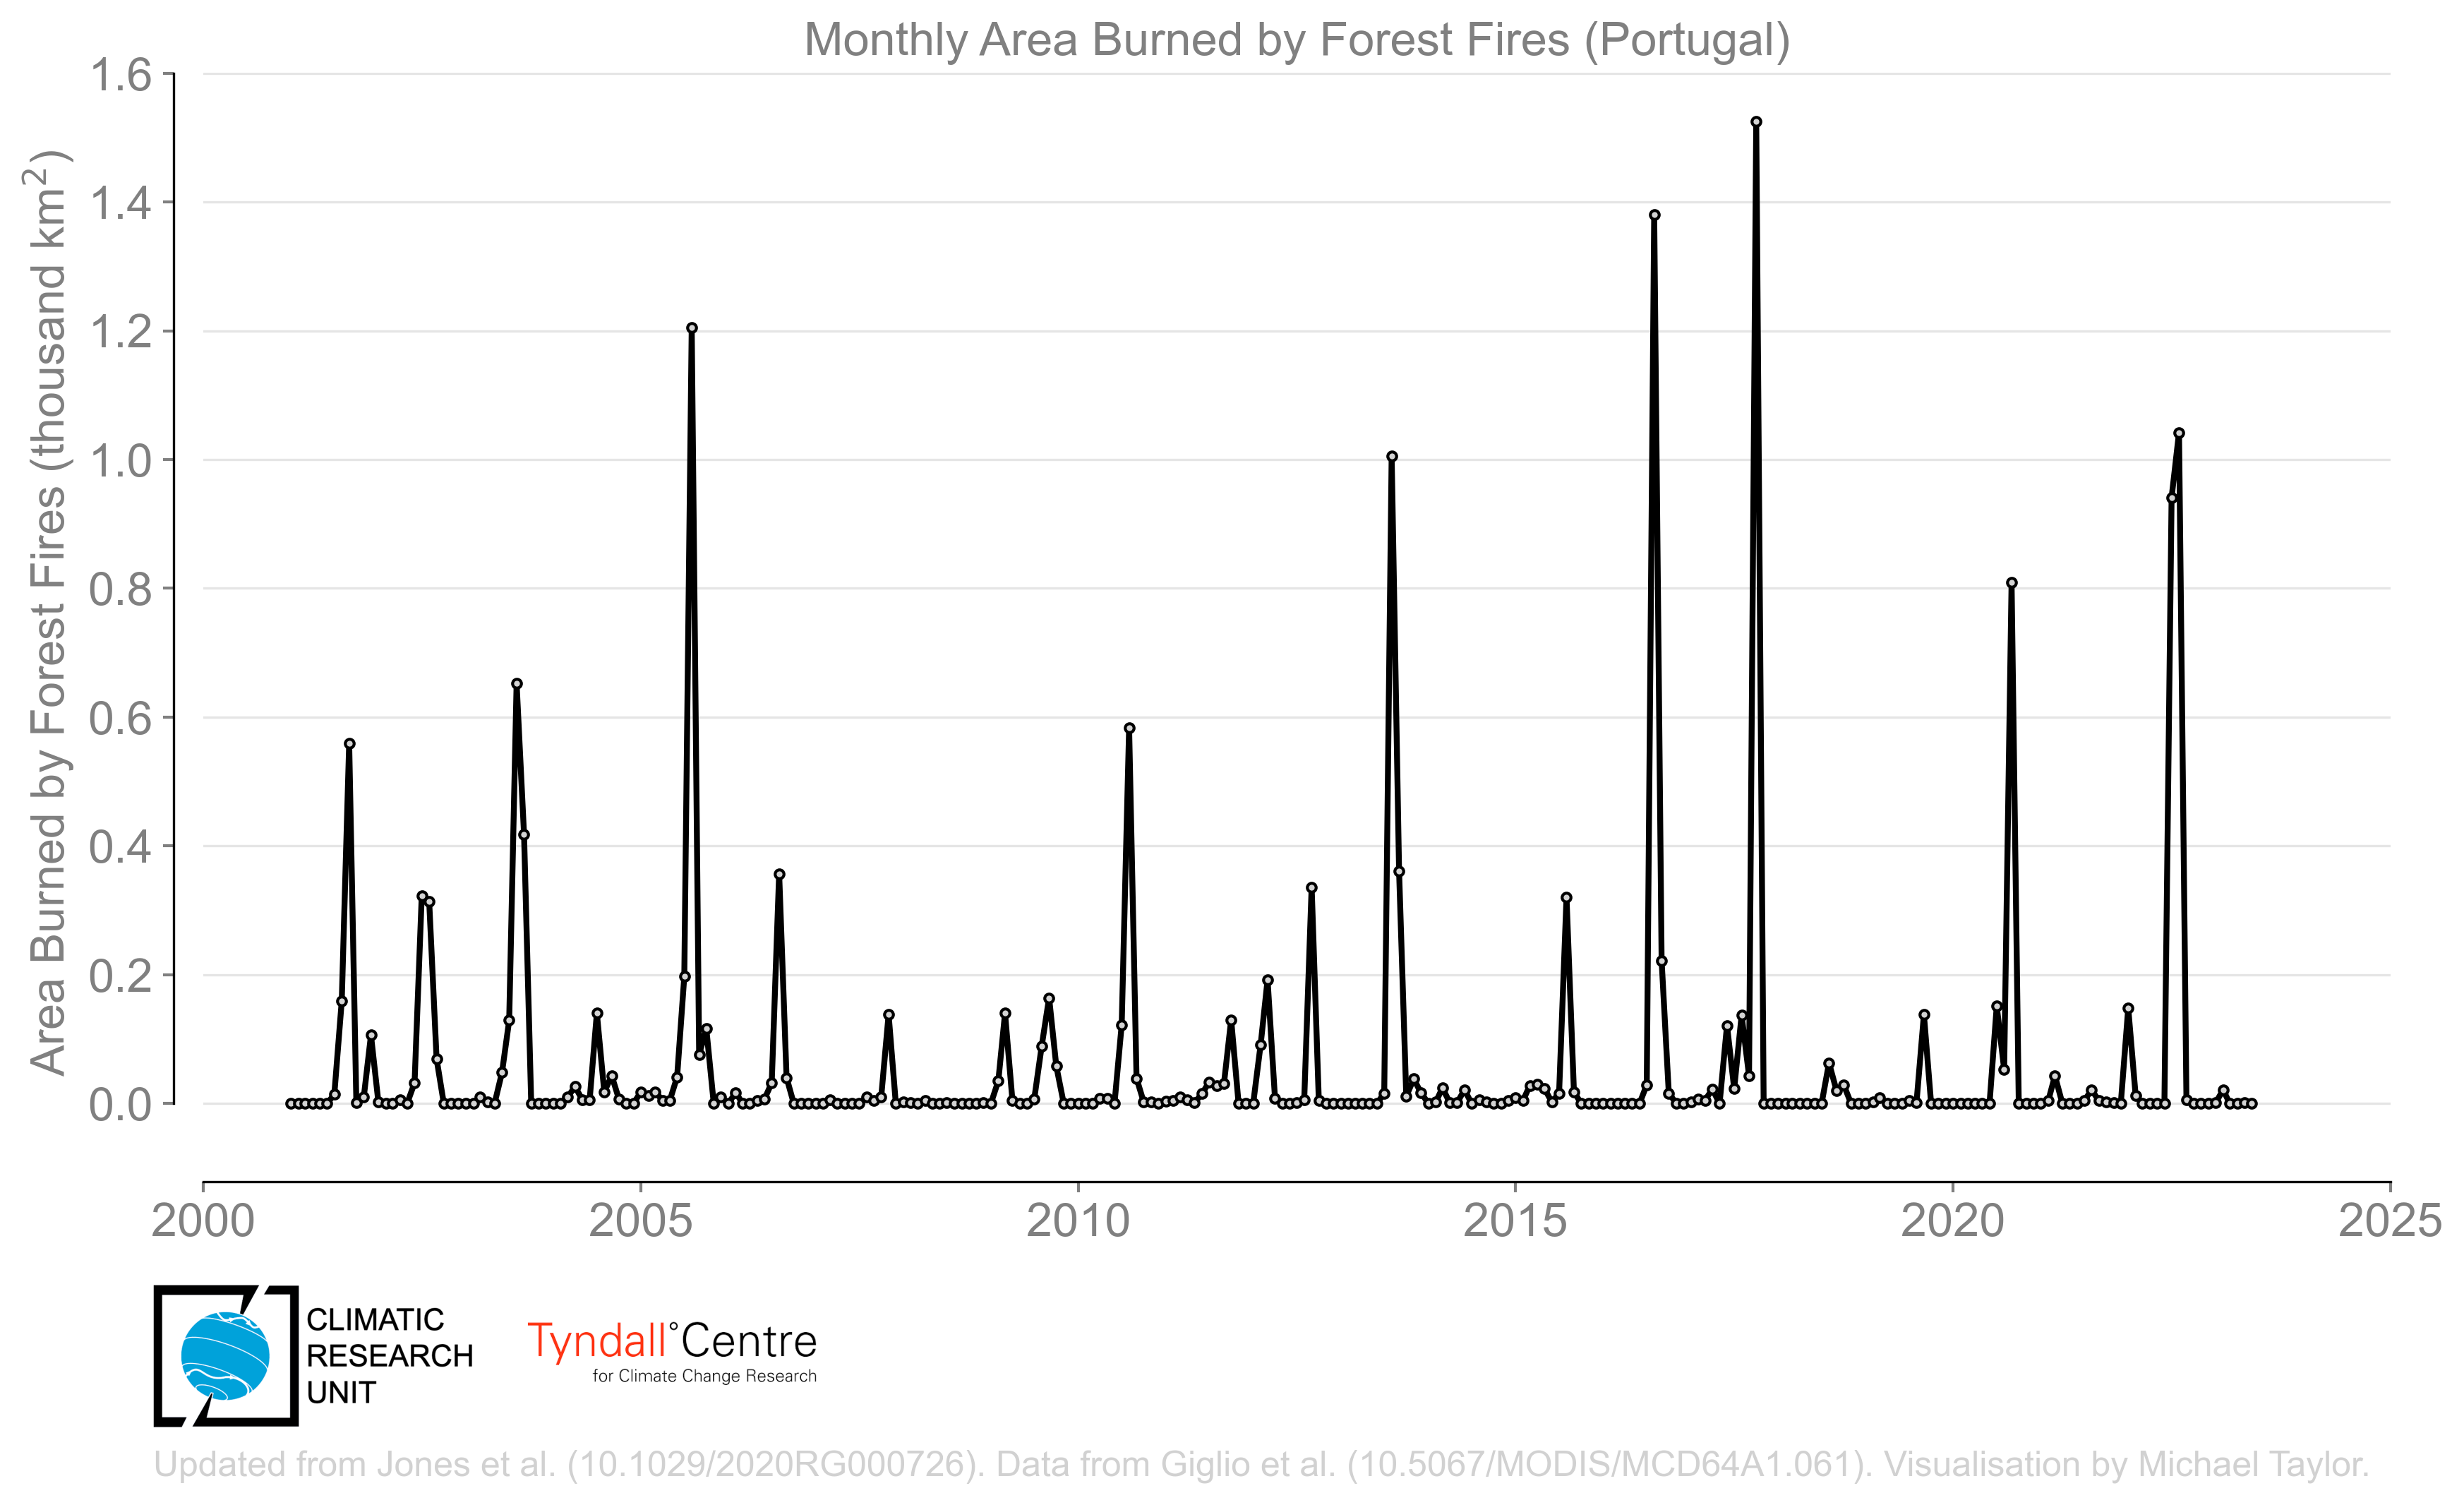 Monthly Area Burned by Forest Fires (Portugal)
Area Burned by Forest Fires (thousand km²)
1.6
1.4
1.2
1.0
0.8
0.6
0.4
0.2
0.0
2000 2005 2010 2015 2020 2025
CLIMATIC
RESEARCH
UNIT
Tyndall°Centre
for Climate Change Research
Updated from Jones et al. (10.1029/2020RG000726). Data from Giglio et al. (10.5067/MODIS/MCD64A1.061). Visualisation by Michael Taylor.